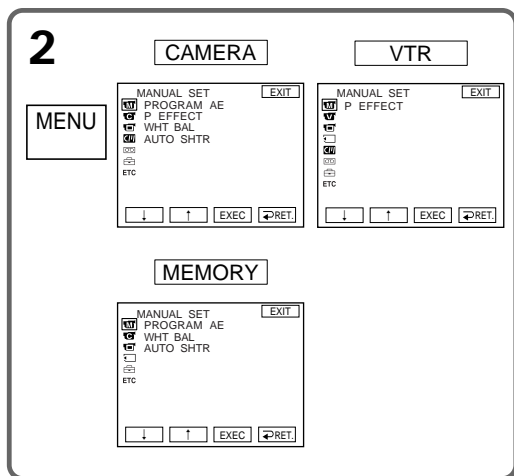 2
CAMERA
VTR
MENU
MANUAL SET EXIT
PROGRAM AE
P EFFECT
WHT BAL
AUTO SHTR
ETC
↓ ↑ EXEC RET.
MANUAL SET EXIT
P EFFECT
ETC
↓ ↑ EXEC RET.
MEMORY
MANUAL SET EXIT
PROGRAM AE
WHT BAL
AUTO SHTR
ETC
↓ ↑ EXEC RET.